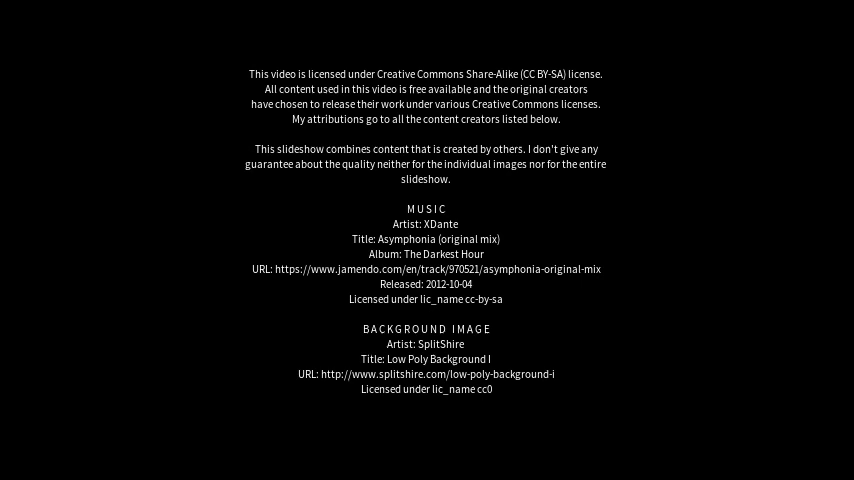 This video is licensed under Creative Commons Share-Alike (CC BY-SA) license.
All content used in this video is free available and the original creators
have chosen to release their work under various Creative Commons licenses.
My attributions go to all the content creators listed below.
This slideshow combines content that is created by others. I don't give any
guarantee about the quality neither for the individual images nor for the entire
slideshow.
M U S I C
Artist: XDante
Title: Asymphonia (original mix)
Album: The Darkest Hour
URL: https://www.jamendo.com/en/track/970521/asymphonia-original-mix
Released: 2012-10-04
Licensed under lic_name cc-by-sa
B A C K G R O U N D   I M A G E
Artist: SplitShire
Title: Low Poly Background I
URL: http://www.splitshire.com/low-poly-background-i
Licensed under lic_name cc0